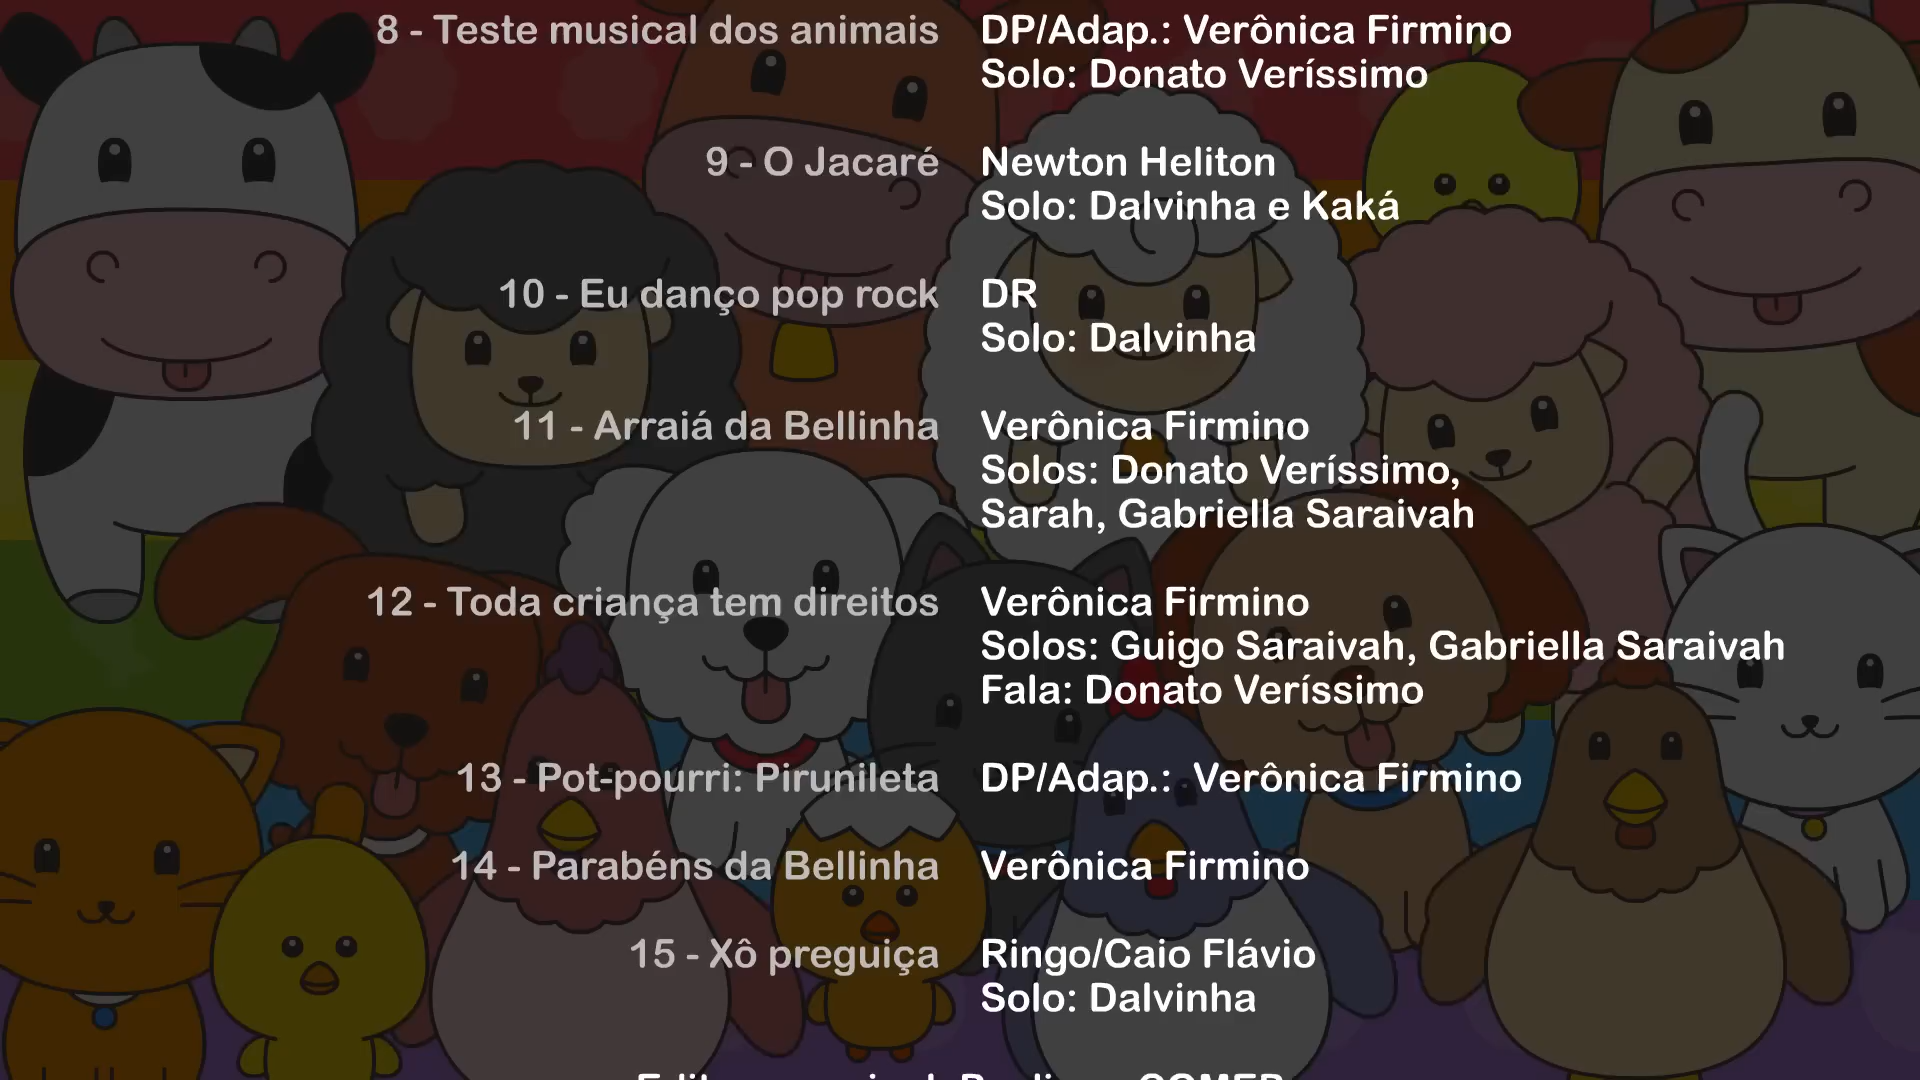 8 - Teste musical dos animais DP/Adap.: Verônica Firmino
Solo: Donato Veríssimo
9 - O Jacaré Newton Heliton
Solo: Dalvinha e Kaká
10 - Eu danço pop rock DR
Solo: Dalvinha
11 - Arraiá da Bellinha Verônica Firmino
Solos: Donato Veríssimo,
Sarah, Gabriella Saraivah
12 - Toda criança tem direitos Verônica Firmino
Solos: Guigo Saraivah, Gabriella Saraivah
Fala: Donato Veríssimo
13 - Pot-pourri: Pirunileta DP/Adap.: Verônica Firmino
14 - Parabéns da Bellinha Verônica Firmino
15 - Xô preguiça Ringo/Caio Flávio
Solo: Dalvinha